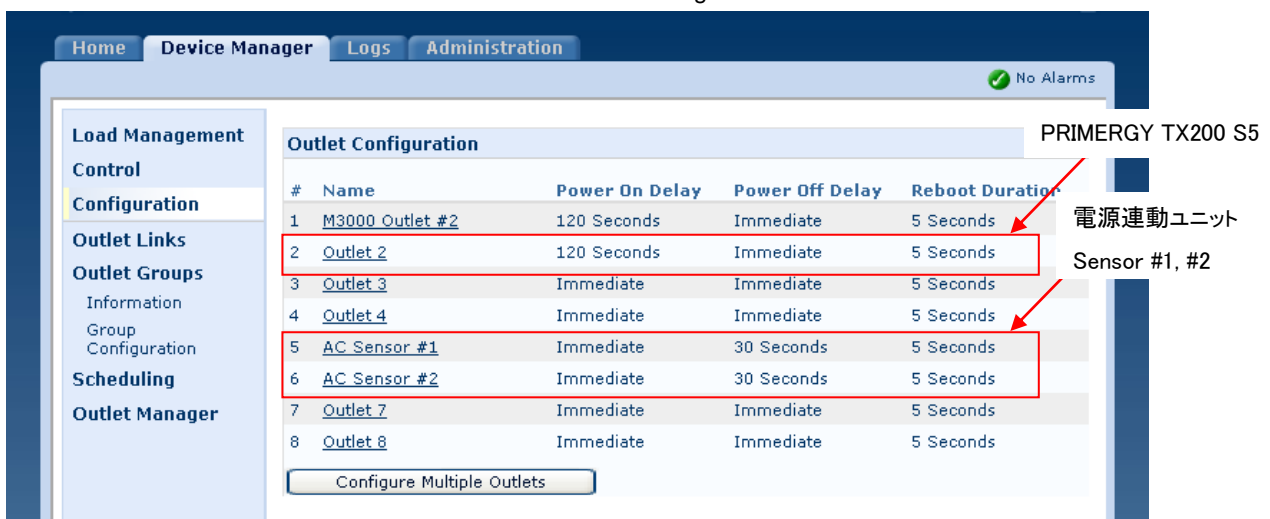 Home Device Manager Logs Administration
No Alarms
Load Management
Control
Configuration
Outlet Links
Outlet Groups
Information
Group
Configuration
Scheduling
Outlet Manager
Outlet Configuration
# Name Power On Delay Power Off Delay Reboot Duration
1 M3000 Outlet #2 120 Seconds Immediate 5 Seconds
2 Outlet 2 120 Seconds Immediate 5 Seconds
3 Outlet 3 Immediate Immediate 5 Seconds
4 Outlet 4 Immediate Immediate 5 Seconds
5 AC Sensor #1 Immediate 30 Seconds 5 Seconds
6 AC Sensor #2 Immediate 30 Seconds 5 Seconds
7 Outlet 7 Immediate Immediate 5 Seconds
8 Outlet 8 Immediate Immediate 5 Seconds
Configure Multiple Outlets
PRIMERGY TX200 S5
電源連動ユニット
Sensor #1, #2